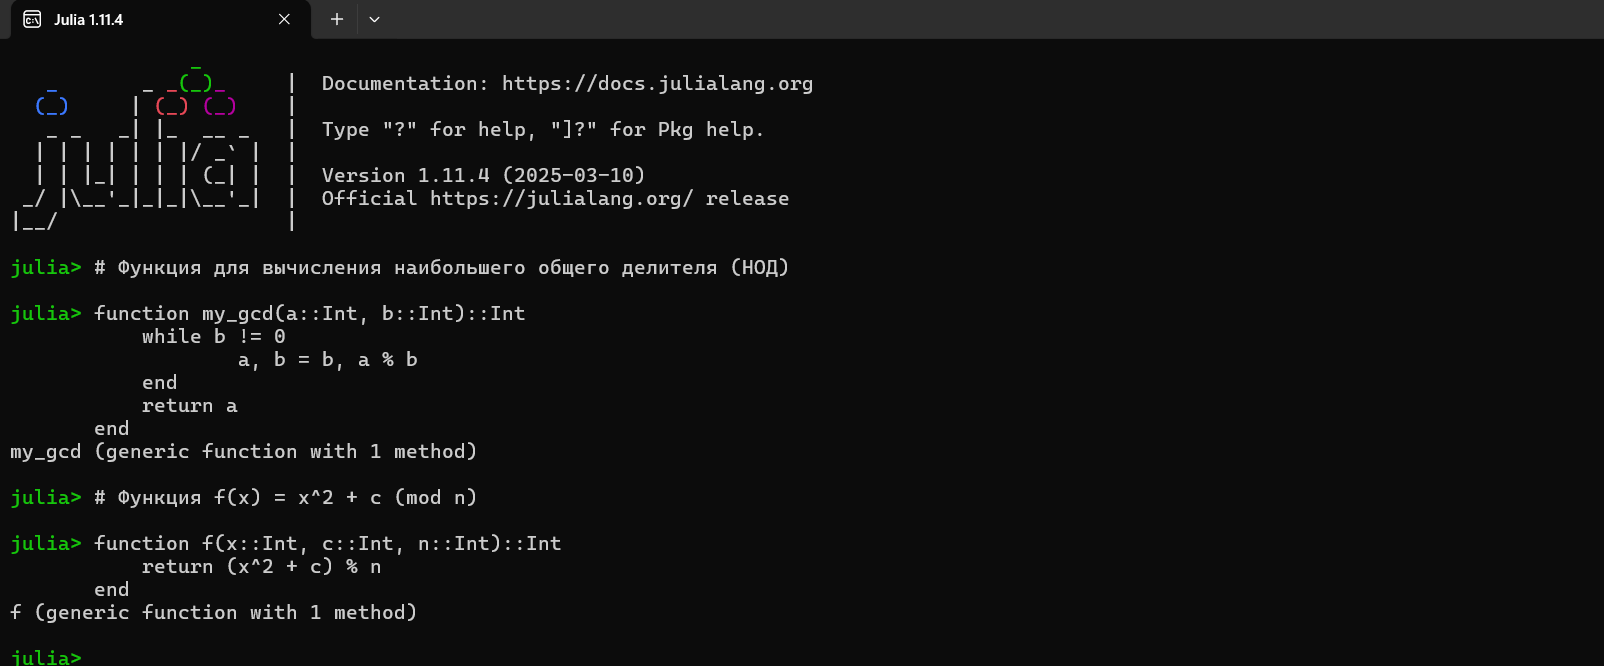 Julia 1.11.4
Documentation: https://docs.julialang.org
Type "?" for help, "]?" for Pkg help.
Version 1.11.4 (2025-03-10)
Official https://julialang.org/ release
julia> # Функция для вычисления наибольшего общего делителя (НОД)
julia> function my_gcd(a::Int, b::Int)::Int
while b != 0
a, b = b, a % b
end
return a
end
my_gcd (generic function with 1 method)
julia> # Функция f(x) = x^2 + c (mod n)
julia> function f(x::Int, c::Int, n::Int)::Int
return (x^2 + c) % n
end
f (generic function with 1 method)
julia>